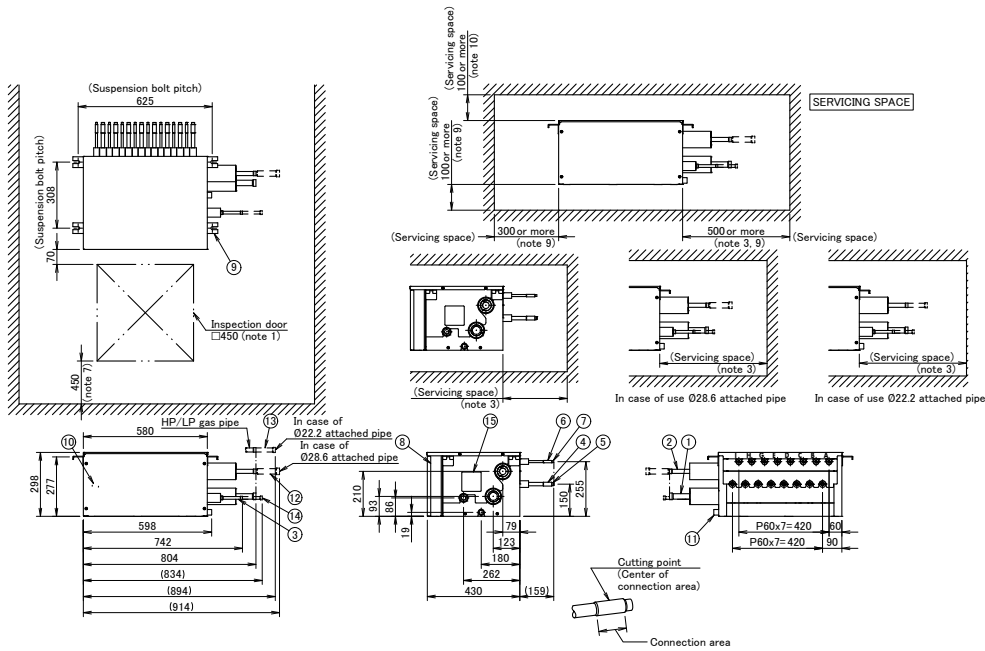 (Suspension bolt pitch)
625
(Suspension bolt pitch)
308
70
⑨
Inspection door
□450 (note 1)
450
(note 7)
(Servicing space)
100 or more
(note 10)
(Servicing space)
100 or more
(note 9)
SERVICING SPACE
(Servicing space)
300 or more
(note 9)
500 or more
(note 3, 9)
(Servicing space)
(Servicing space)
(note 3)
(Servicing space)
(note 3)
In case of use Ø28.6 attached pipe
(Servicing space)
(note 3)
In case of use Ø22.2 attached pipe
HP/LP gas pipe
⑬
In case of
Ø22.2 attached pipe
In case of
Ø28.6 attached pipe
⑩
580
298
277
⑫
⑭
③
598
742
804
(834)
(894)
(914)
⑧
⑮
⑥
⑦
④
⑤
210
93
86
19
150
255
79
123
180
262
430
(159)
②
①
H G F E D C B A
⑪
P60x7=420
60
P60x7=420
90
Cutting point
(Center of
connection area)
Connection area